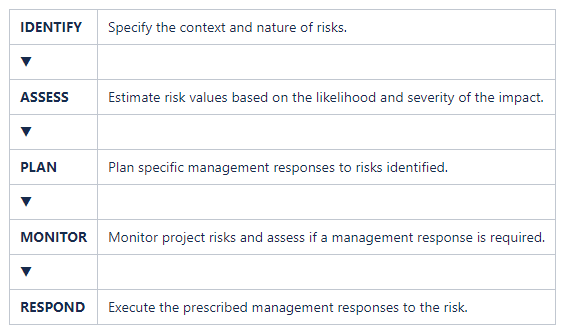 IDENTIFY Specify the context and nature of risks.
▼
ASSESS Estimate risk values based on the likelihood and severity of the impact.
▼
PLAN Plan specific management responses to risks identified.
▼
MONITOR Monitor project risks and assess if a management response is required.
▼
RESPOND Execute the prescribed management responses to the risk.